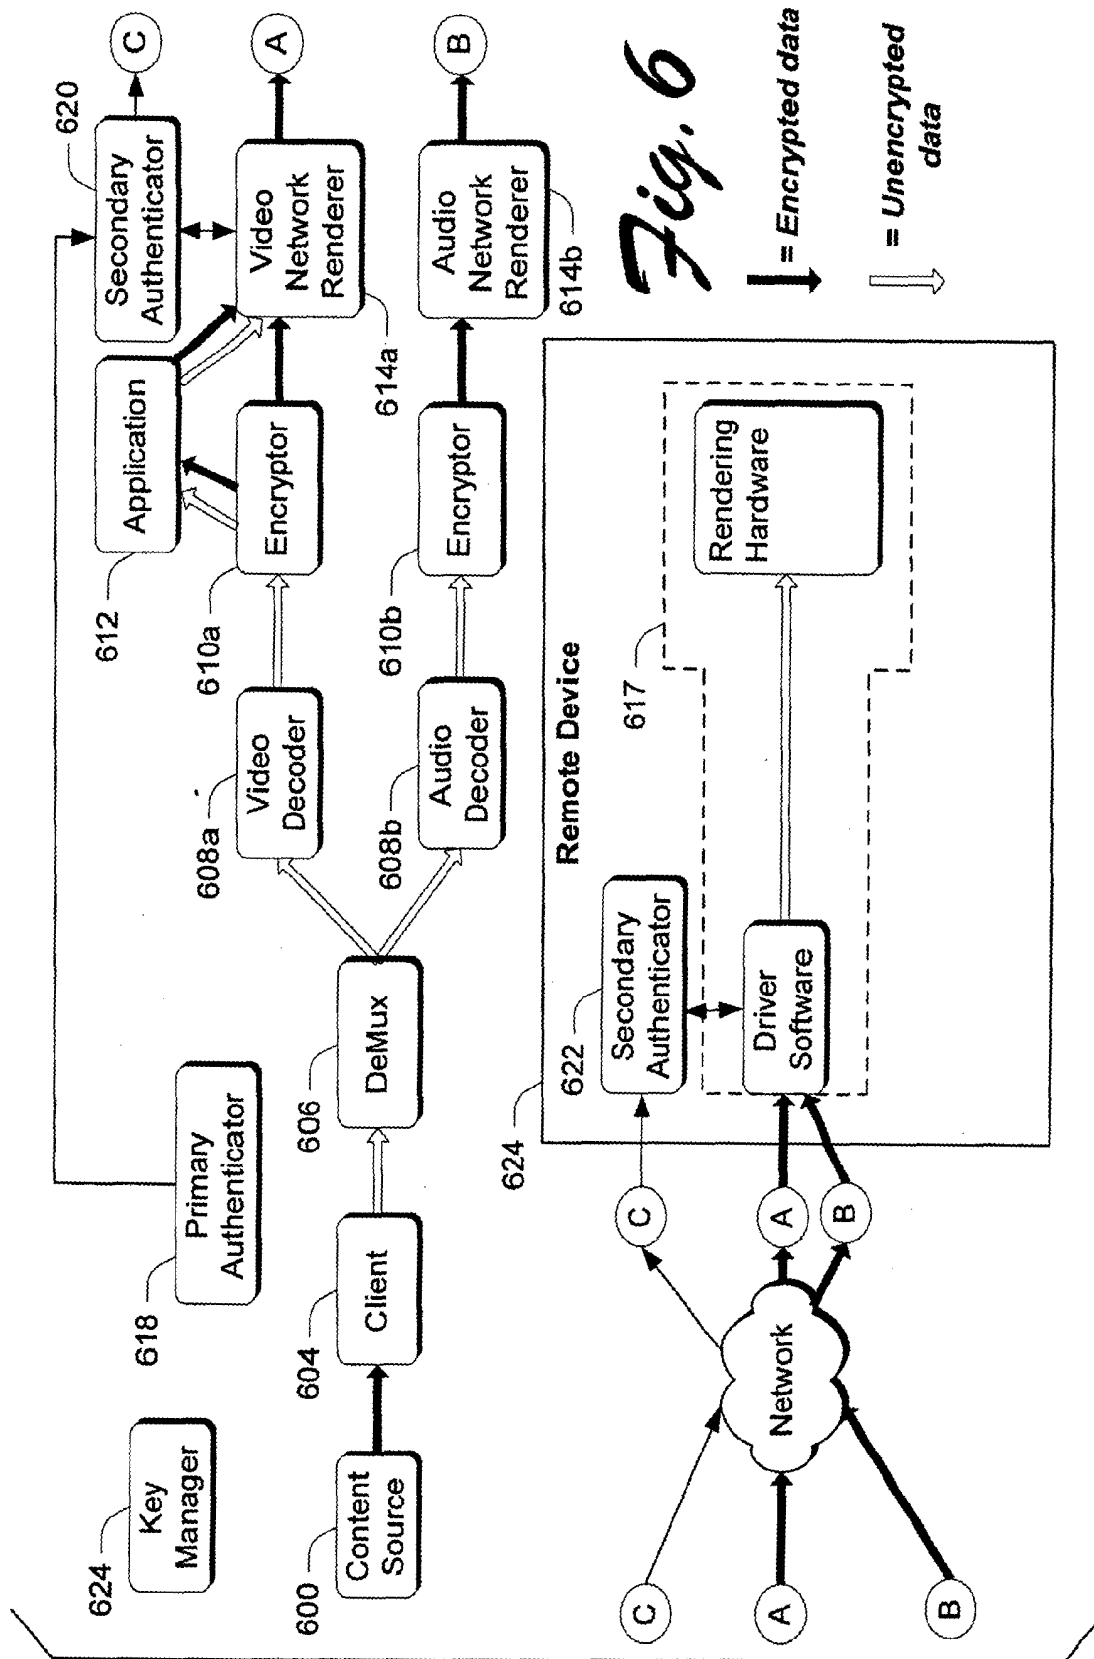 624
Key
Manager
618
Primary
Authenticator
612
Application
620
Secondary
Authenticator
C
600
Content
Source
604
Client
606
DeMux
608a
Video
Decoder
610a
Encryptor
614a
Video
Network
Renderer
A
608b
Audio
Decoder
610b
Encryptor
614b
Audio
Network
Renderer
B
C
A
B
Network
C
A
B
624
Remote Device
622
Secondary
Authenticator
Driver
Software
617
Rendering
Hardware
Fig. 6
= Encrypted data
= Unencrypted
data